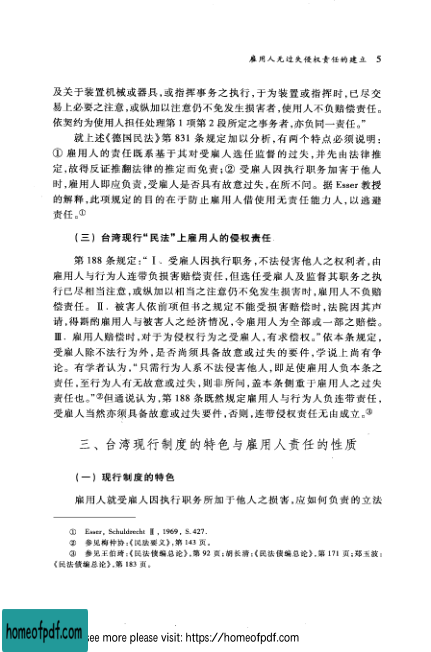 雇用人无过失侵权责任的建立 5
及关于装置机械或器具,或指挥事务之执行,于为装置或指挥时,已尽交
易上必要之注意,或纵加以注意仍不免发生损害者,使用人不负赔偿责任。
依契约为使用人担任处理第1项第2段所定之事务者,亦负同一责任。”
就上述《德国民法》第831条规定加以分析,有两个特点必须说明:
①雇用人的责任既系基于其对受雇人选任监督的过失,并先由法律推
定,故得反证推翻法律的推定而免责;②受雇人因执行职务加害于他人
时,雇用人即应负责,受雇人是否具有故意过失,在所不问。据Esser教授
的解释,此项规定的目的在于防止雇用人借使用无责任能力人,以逃避
责任。①
(三)台湾现行“民法”上雇用人的侵权责任
第188条规定:“Ⅰ.受雇人因执行职务,不法侵害他人之权利者,由
雇用人与行为人连带负损害赔偿责任,但选任受雇人及监督其职务之执
行已尽相当注意,或纵加以相当之注意仍不免发生损害时,雇用人不负赔
偿责任。Ⅱ.被害人依前项但书之规定不能受损害赔偿时,法院因其声
请,得斟酌雇用人与被害人之经济情况,令雇用人为全部或一部之赔偿。
Ⅲ.雇用人赔偿时,对于为侵权行为之受雇人,有求偿权。”依本条规定,
受雇人除不法行为外,是否尚须具备故意或过失的要件,学说上尚有争
论。有学者认为,“只需行为人系不法侵害他人,即足使雇用人负本条之
责任,至行为人有无故意或过失,则非所问,盖本条侧重于雇用人之过失
责任也。”②但通说认为,第188条既然规定雇用人与行为人负连带责任,
受雇人当然亦须具备故意或过失要件,否则,连带侵权责任无由成立。③
三、台湾现行制度的特色与雇用人责任的性质
(一)现行制度的特色
雇用人就受雇人因执行职务所加于他人之损害,应如何负责的立法
① Esser, Schuldrecht Ⅱ, 1969, S. 427.
② 参见梅仲协:《民法要义》,第143页。
③ 参见王伯琦:《民法债编总论》,第92页;胡长清:《民法债编总论》,第171页;郑玉波:
《民法债编总论》,第183页。
homeofpdf.com
see more please visit: https://homeofpdf.com